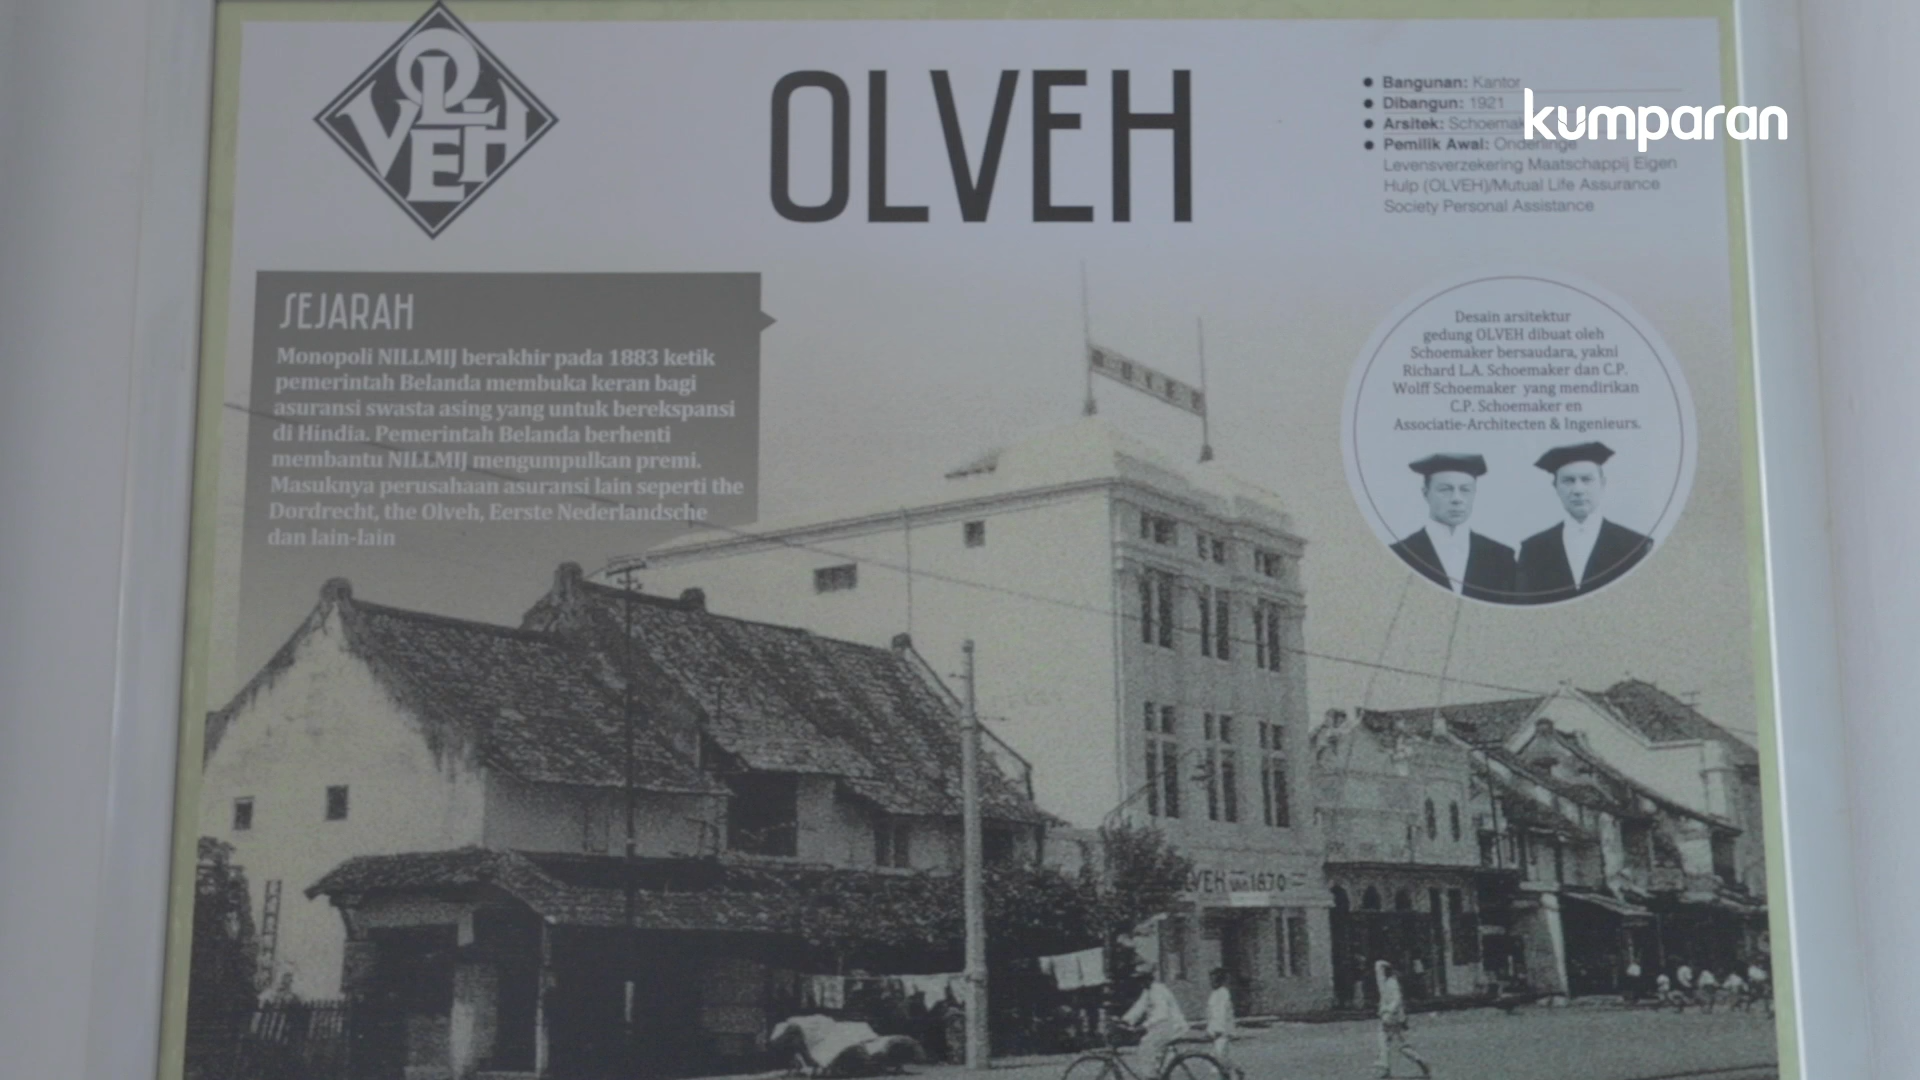 OLVEH
OLVEH
Bangunan: Kantor
Dibangun: 1921
Arsitek:
Pemilik Awal: Onderlinge
Levensverzekering Maatschappij Eigen
Hulp (OLVEH)/Mutual Life Assurance
Society Personal Assistance
kumparan
SEJARAH
Monopoli NILLMIJ berakhir pada 1883 ketik
pemerintah Belanda membuka keran bagi
asuransi swasta asing yang untuk berekspansi
di Hindia. Pemerintah Belanda berhenti
membantu NILLMIJ mengumpulkan premi.
Masuknya perusahaan asuransi lain seperti the
Dordrecht, the Olveh, Eerste Nederlandsche
dan lain-lain
Desain arsitektur
gedung OLVEH dibuat oleh
Schoemaker bersaudara, yakni
Richard L.A. Schoemaker dan C.P.
Wolff Schoemaker yang mendirikan
C.P. Schoemaker en
Associatie-Architecten & Ingenieurs.
1870